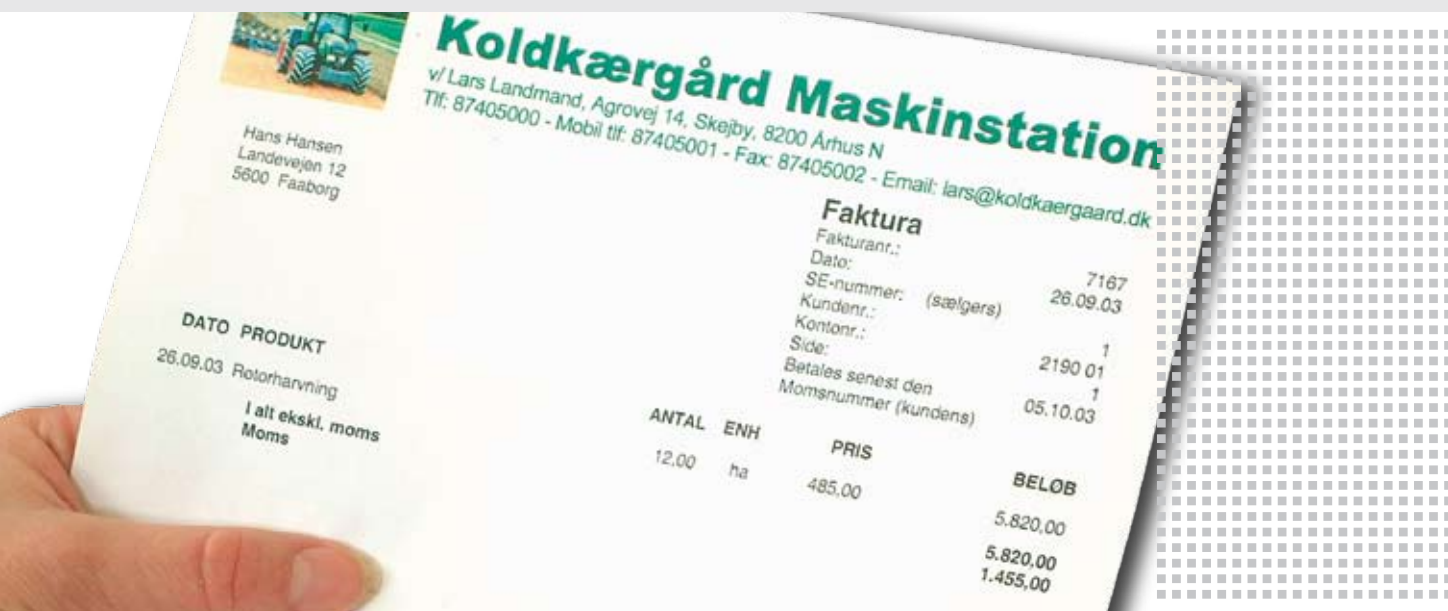 Koldkærgård Maskinstation
v/ Lars Landmand, Agrovej 14, Skejby, 8200 Århus N
Tlf: 87405000 - Mobil tlf: 87405001 - Fax: 87405002 - Email: lars@koldkaergaard.dk
Hans Hansen
Landevejen 12
5600 Faaborg
Faktura
Fakturanr.: 7167
Dato: 26.09.03
SE-nummer: (sælgers)
Kundenr.: 1
Kontonr.: 2190 01
Side: 1
Betales senest den 05.10.03
Momsnummer (kundens)
DATO PRODUKT ANTAL ENH PRIS BELØB
26.09.03 Rotorharvning 12,00 ha 485,00 5.820,00
I alt ekskl. moms 5.820,00
Moms 1.455,00